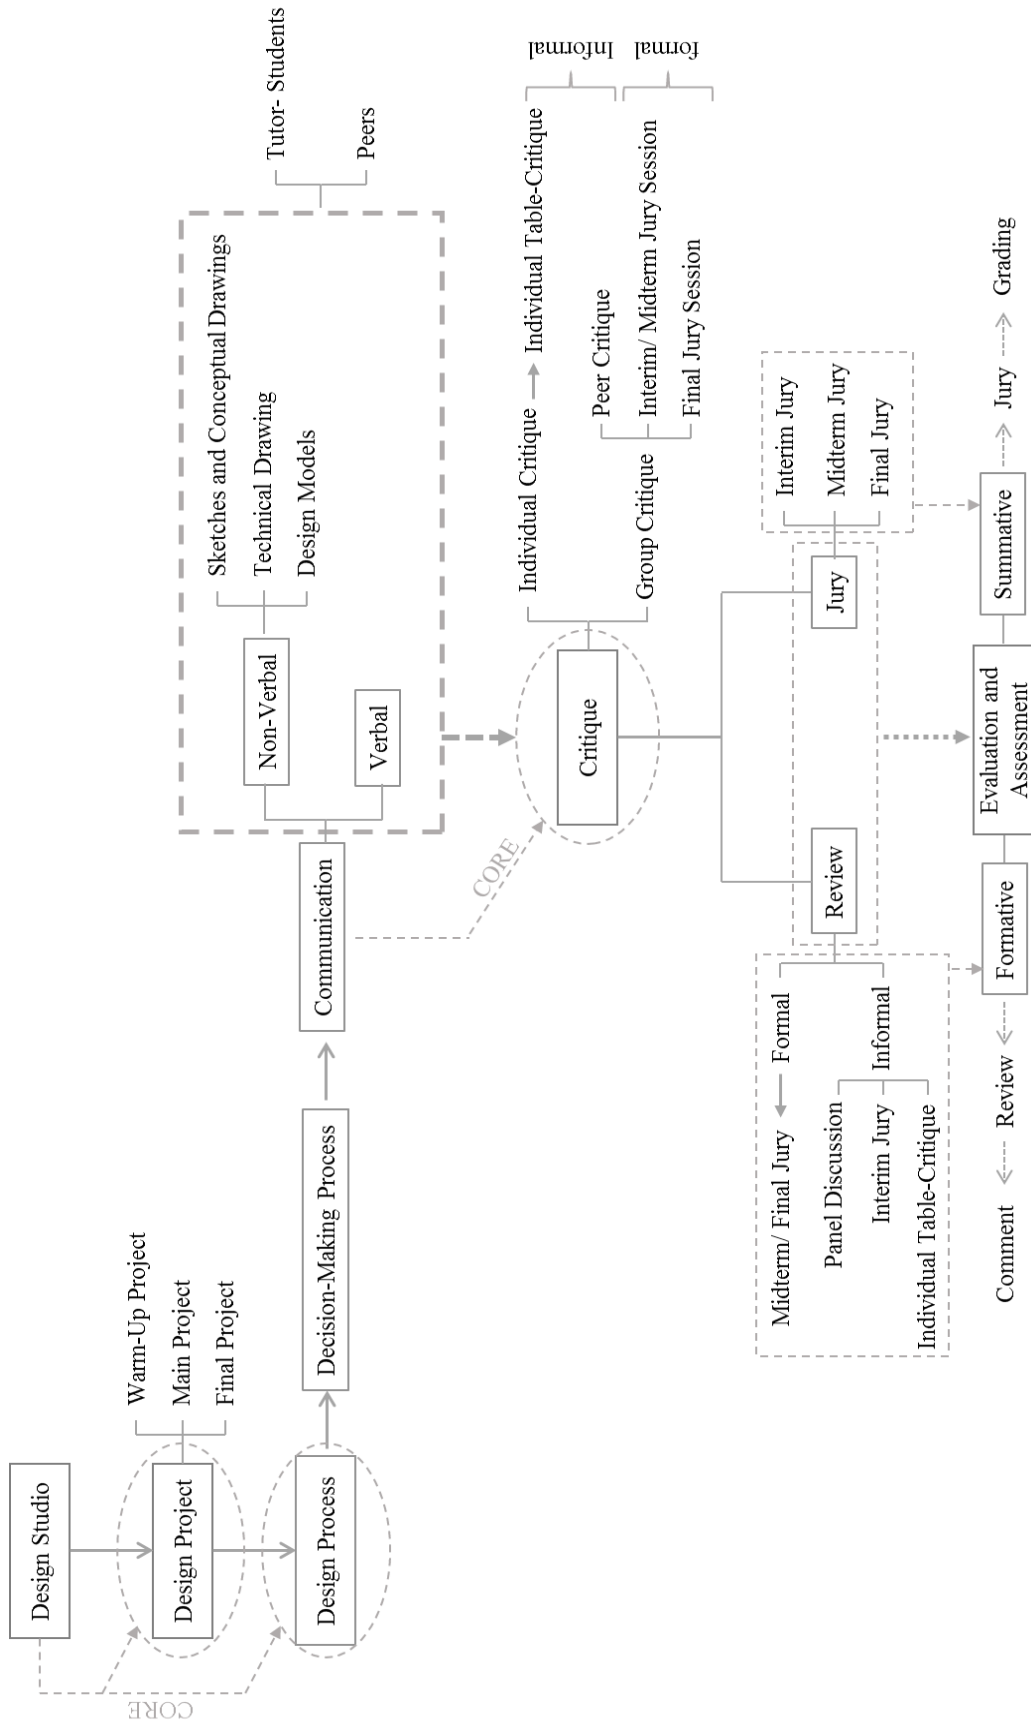 Design Studio
CORE
Design Project
Warm-Up Project
Main Project
Final Project
Design Process
Decision-Making Process
Communication
Non-Verbal
Sketches and Conceptual Drawings
Technical Drawing
Design Models
Verbal
Tutor- Students
Peers
CORE
Critique
Individual Critique
Individual Table-Critique
Group Critique
Peer Critique
Interim/ Midterm Jury Session
Final Jury Session
Informal
formal
Review
Formal
Midterm/ Final Jury
Informal
Panel Discussion
Interim Jury
Individual Table-Critique
Jury
Interim Jury
Midterm Jury
Final Jury
Comment
Review
Formative
Evaluation and
Assessment
Summative
Jury
Grading